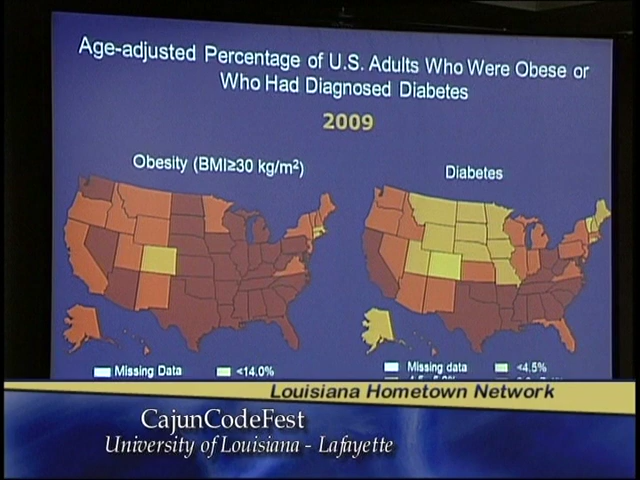 Age-adjusted Percentage of U.S. Adults Who Were Obese or
Who Had Diagnosed Diabetes
2009
Obesity (BMI≥30 kg/m²)
Diabetes
Missing Data
<14.0%
Missing data
<4.5%
Louisiana Hometown Network
CajunCodeFest
University of Louisiana - Lafayette